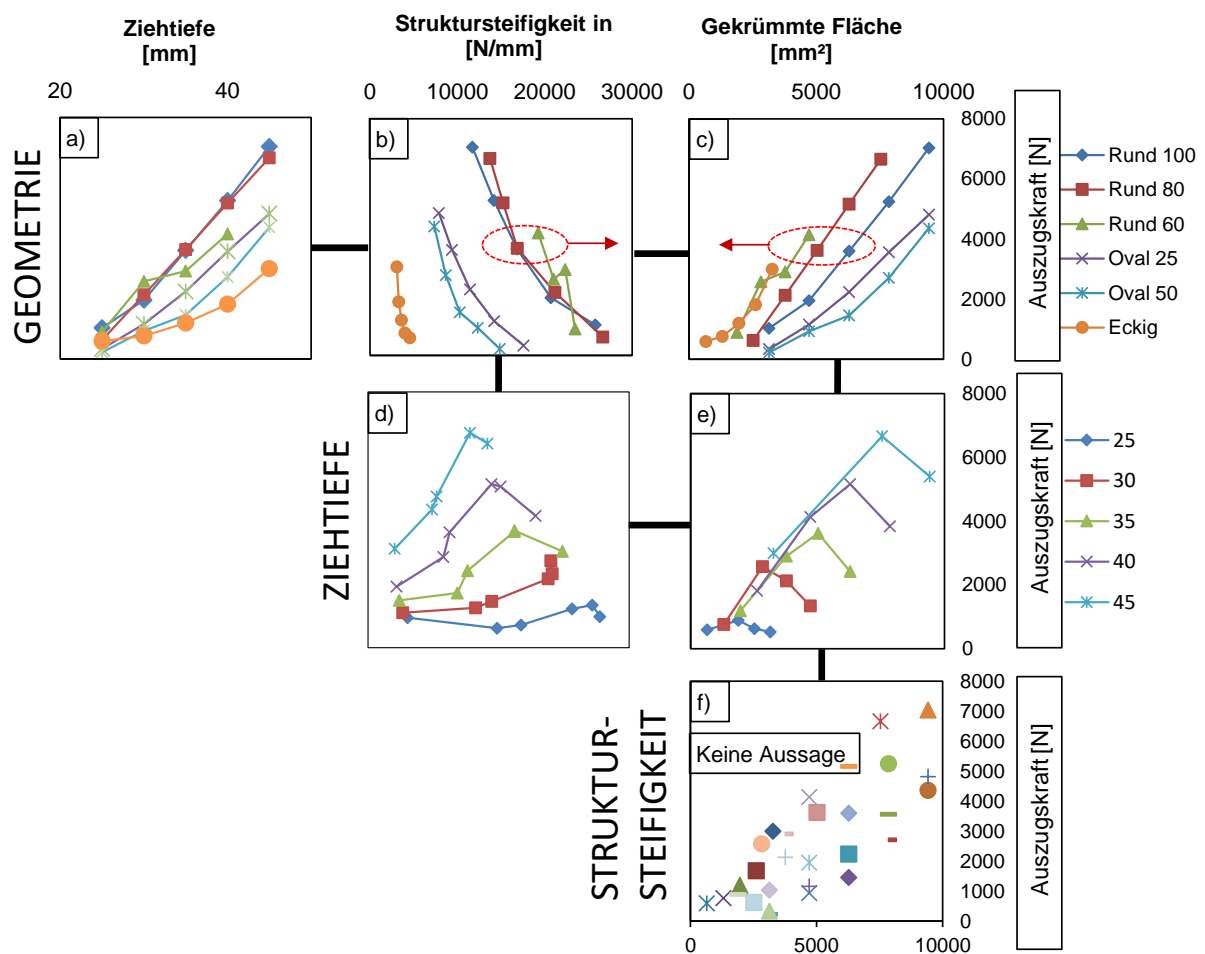 Ziehtiefe
[mm]
Struktursteifigkeit in
[N/mm]
Gekrümmte Fläche
[mm²]
20 40
0 10000 20000 30000
0 5000 10000
GEOMETRIE
a)
b)
c)
8000
6000
4000
2000
0
Auszugskraft [N]
Rund 100
Rund 80
Rund 60
Oval 25
Oval 50
Eckig
ZIEHTIEFE
d)
e)
8000
6000
4000
2000
0
Auszugskraft [N]
25
30
35
40
45
STRUKTUR-
STEIFIGKEIT
f)
Keine Aussage
8000
7000
6000
5000
4000
3000
2000
1000
0
Auszugskraft [N]
0 5000 10000